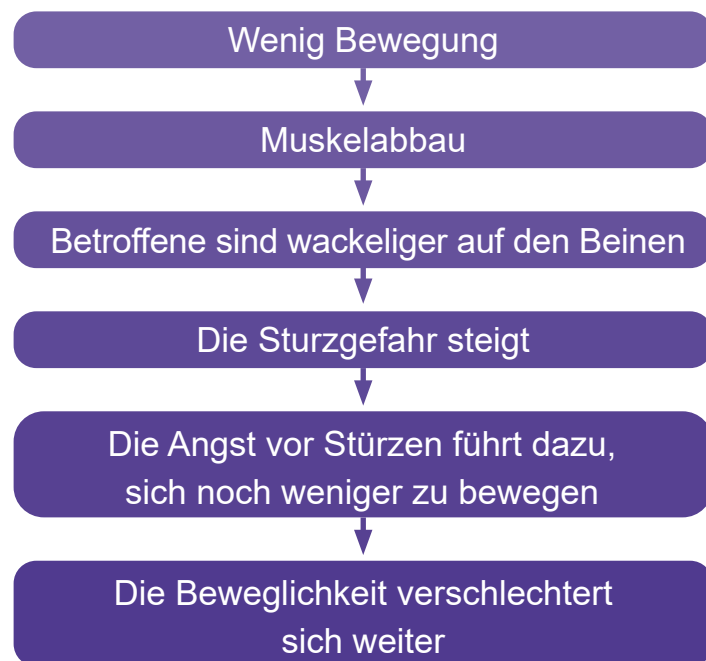 Wenig Bewegung
Muskelabbau
Betroffene sind wackeliger auf den Beinen
Die Sturzgefahr steigt
Die Angst vor Stürzen führt dazu,
sich noch weniger zu bewegen
Die Beweglichkeit verschlechtert
sich weiter